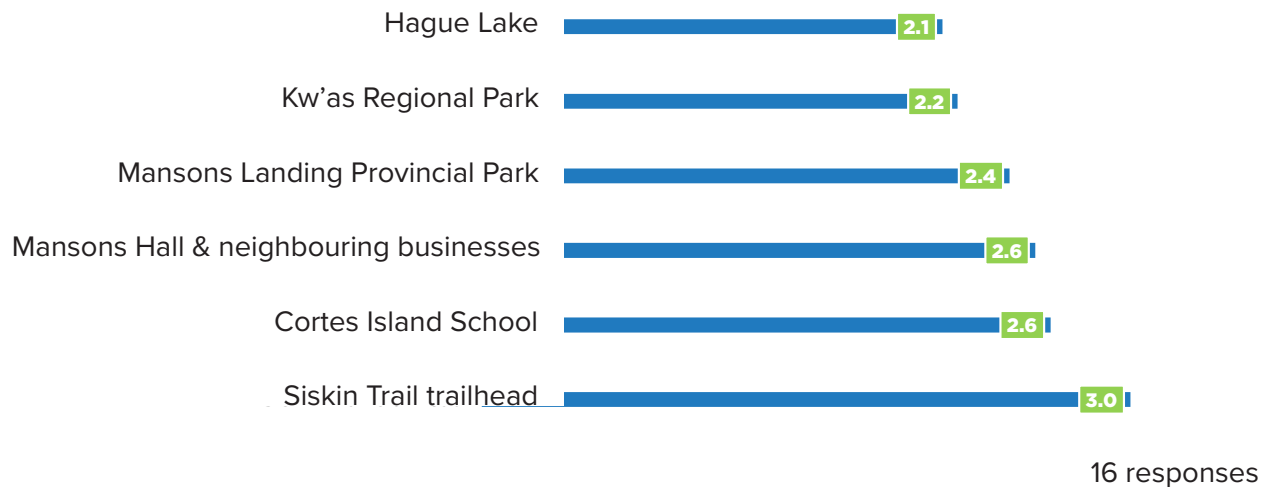 Hague Lake 2.1
Kw’as Regional Park 2.2
Mansons Landing Provincial Park 2.4
Mansons Hall & neighbouring businesses 2.6
Cortes Island School 2.6
Siskin Trail trailhead 3.0
16 responses